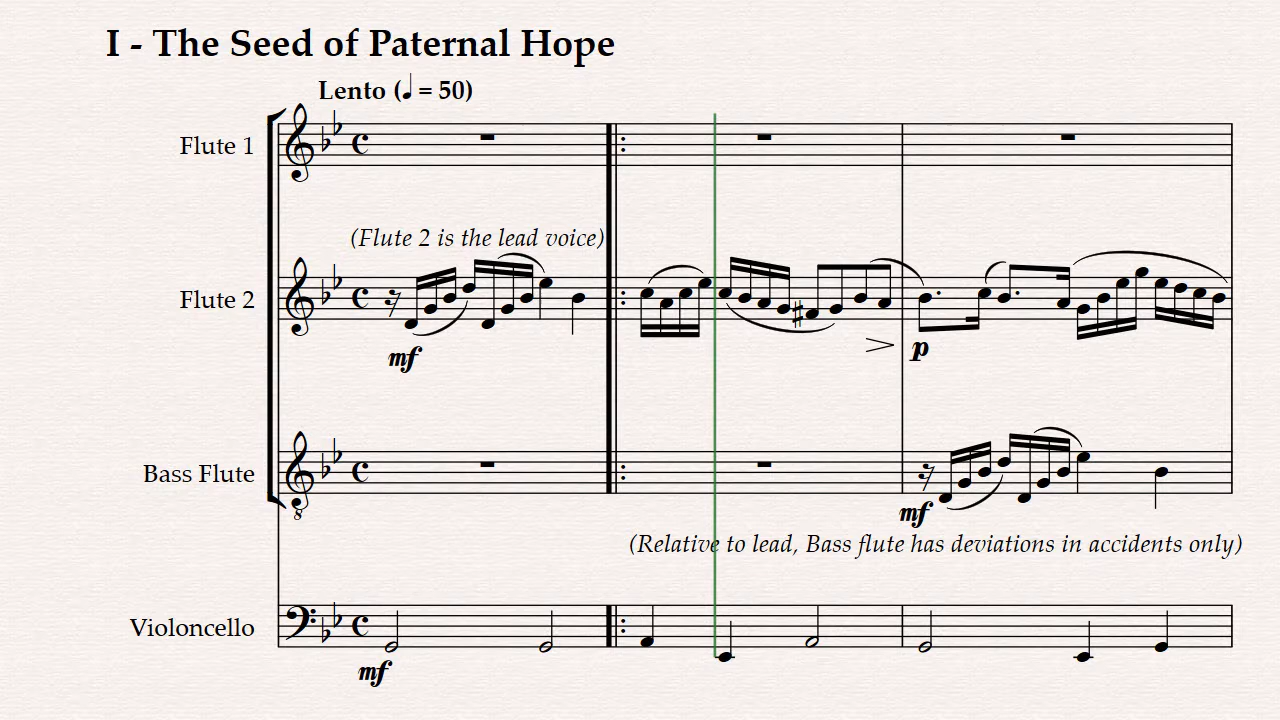 I - The Seed of Paternal Hope
Lento (♩ = 50)
Flute 1
(Flute 2 is the lead voice)
Flute 2
mf
p
Bass Flute
8
mf
(Relative to lead, Bass flute has deviations in accidents only)
Violoncello
mf